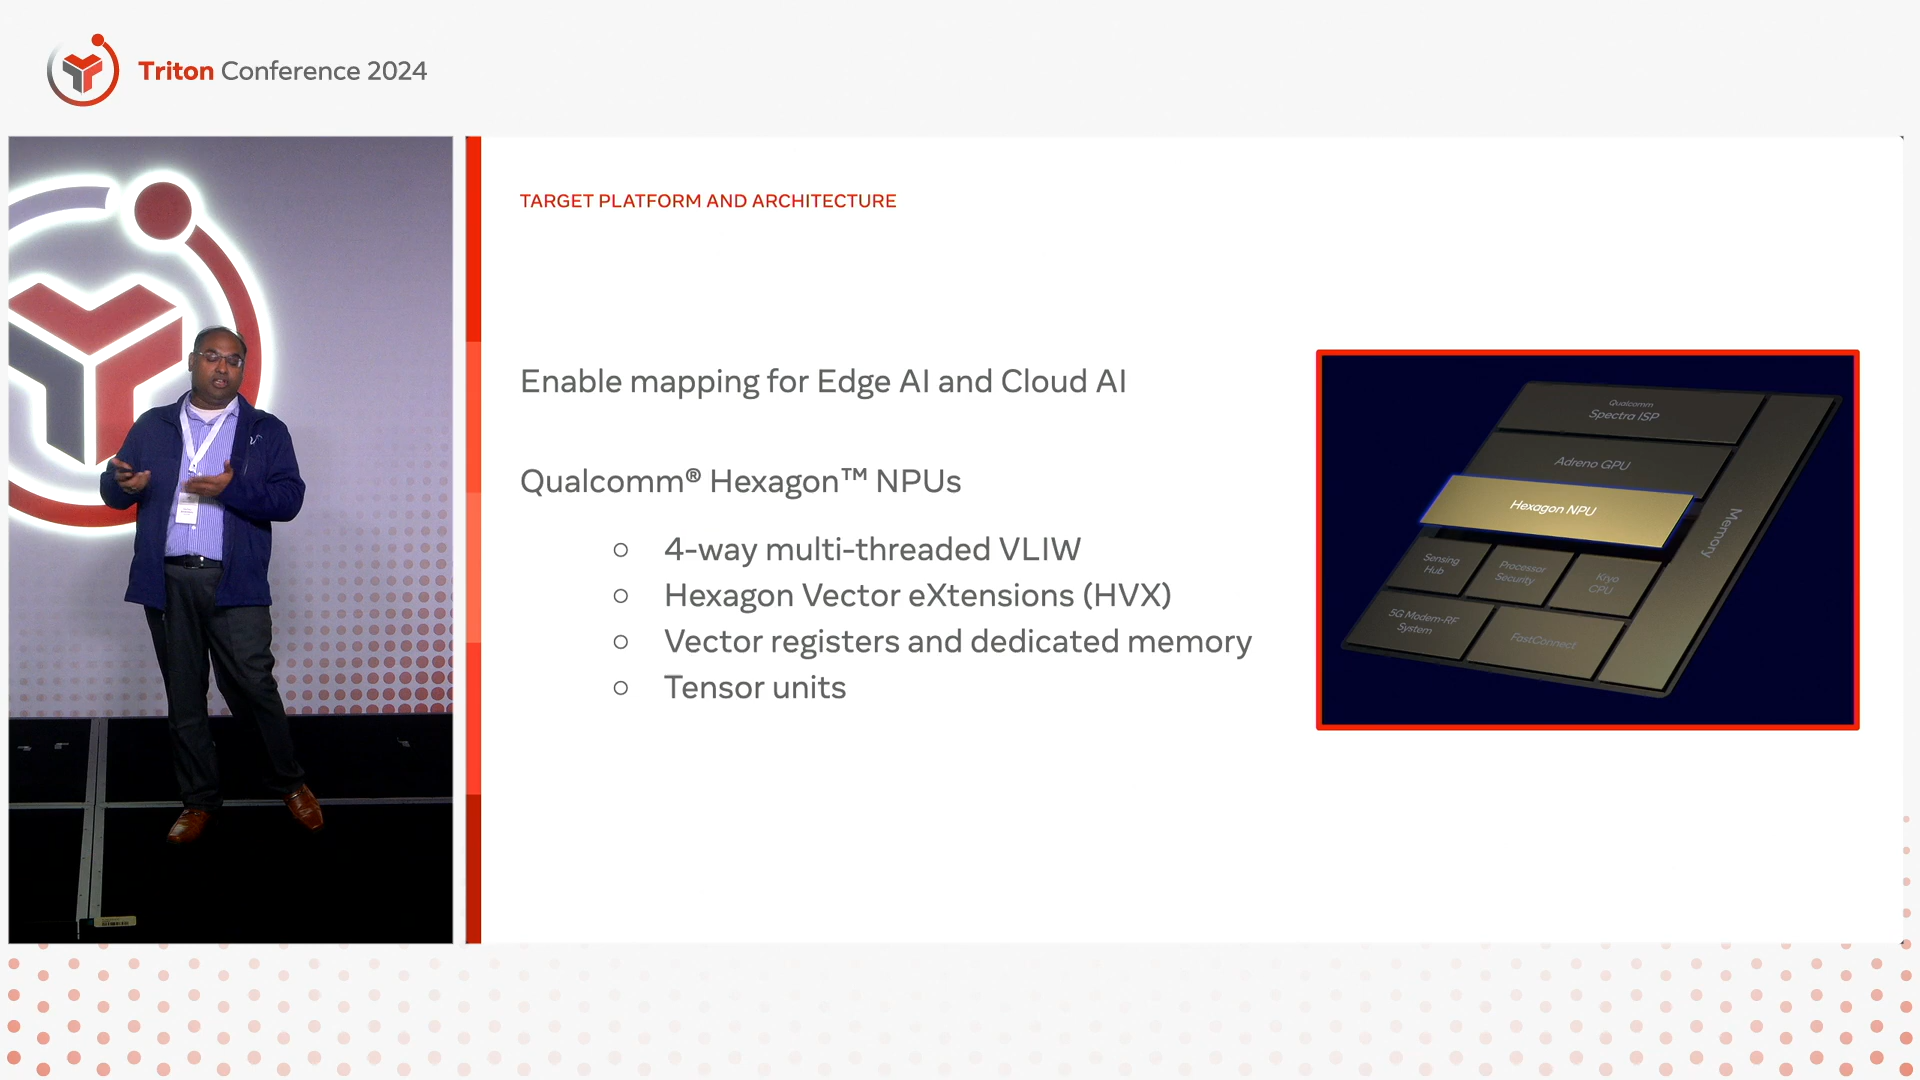 Triton Conference 2024
TARGET PLATFORM AND ARCHITECTURE
Enable mapping for Edge AI and Cloud AI
Qualcomm® Hexagon™ NPUs
○ 4-way multi-threaded VLIW
○ Hexagon Vector eXtensions (HVX)
○ Vector registers and dedicated memory
○ Tensor units
Qualcomm
Spectra ISP
Adreno GPU
Hexagon NPU
Memory
Sensing
Hub
Processor
Security
Kryo
CPU
5G Modem-RF
System
FastConnect